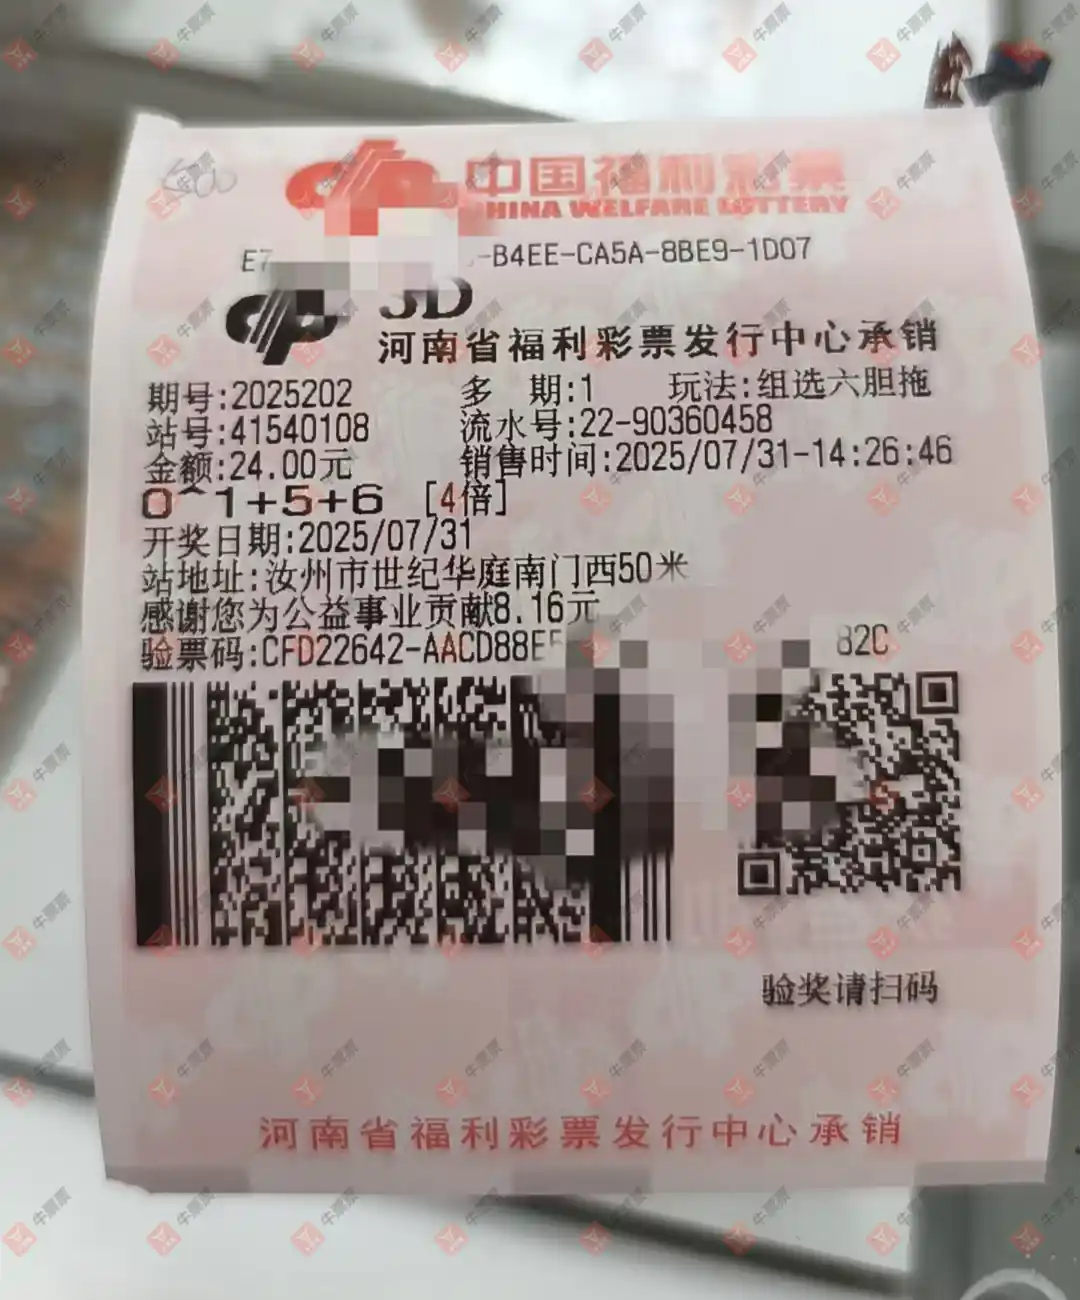 中国福利彩票
CHINA WELFARE LOTTERY
E7 -B4EE-CA5A-8BE9-1D07
3D
河南省福利彩票发行中心承销
期号:2025202 多 期:1 玩法:组选六胆拖
站号:41540108 流水号:22-90360458
金额:24.00元 销售时间:2025/07/31-14:26:46
0^1+5+6 [4倍]
开奖日期:2025/07/31
站地址:汝州市世纪华庭南门西50米
感谢您为公益事业贡献8.16元
验票码:CFD22642-AACD88E 82C
验奖请扫码
河南省福利彩票发行中心承销
牛票票